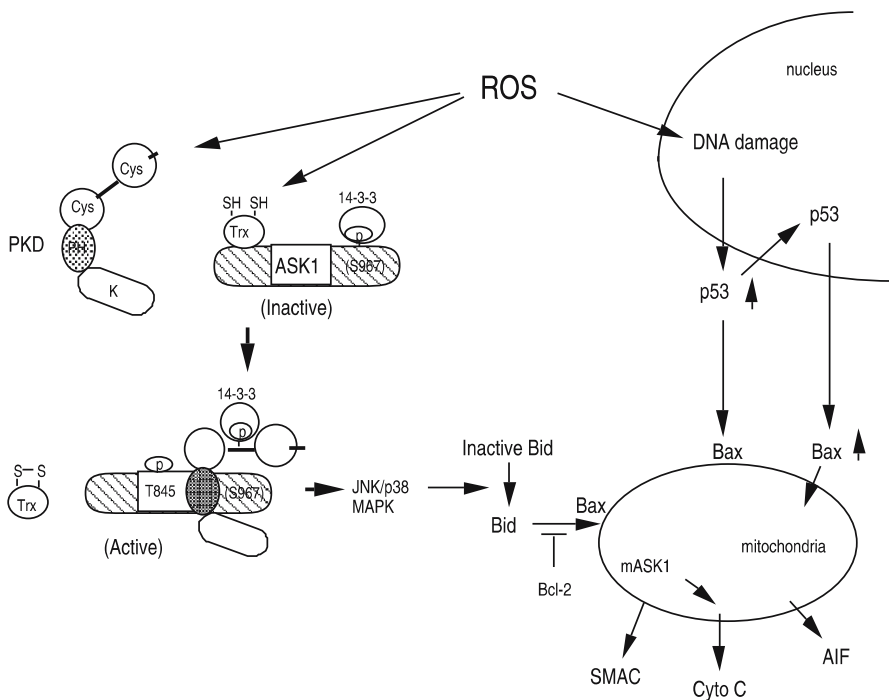 ROS
nucleus
DNA damage
Cys
Cys
PH
PKD
K
SH SH
Trx
14-3-3
p
ASK1
(S967)
(Inactive)
p53
p53
14-3-3
p
p
S S
Trx
T845
(S967)
(Active)
JNK/p38
MAPK
Inactive Bid
Bid
Bax
Bcl-2
Bax
Bax
mitochondria
mASK1
SMAC
Cyto C
AIF